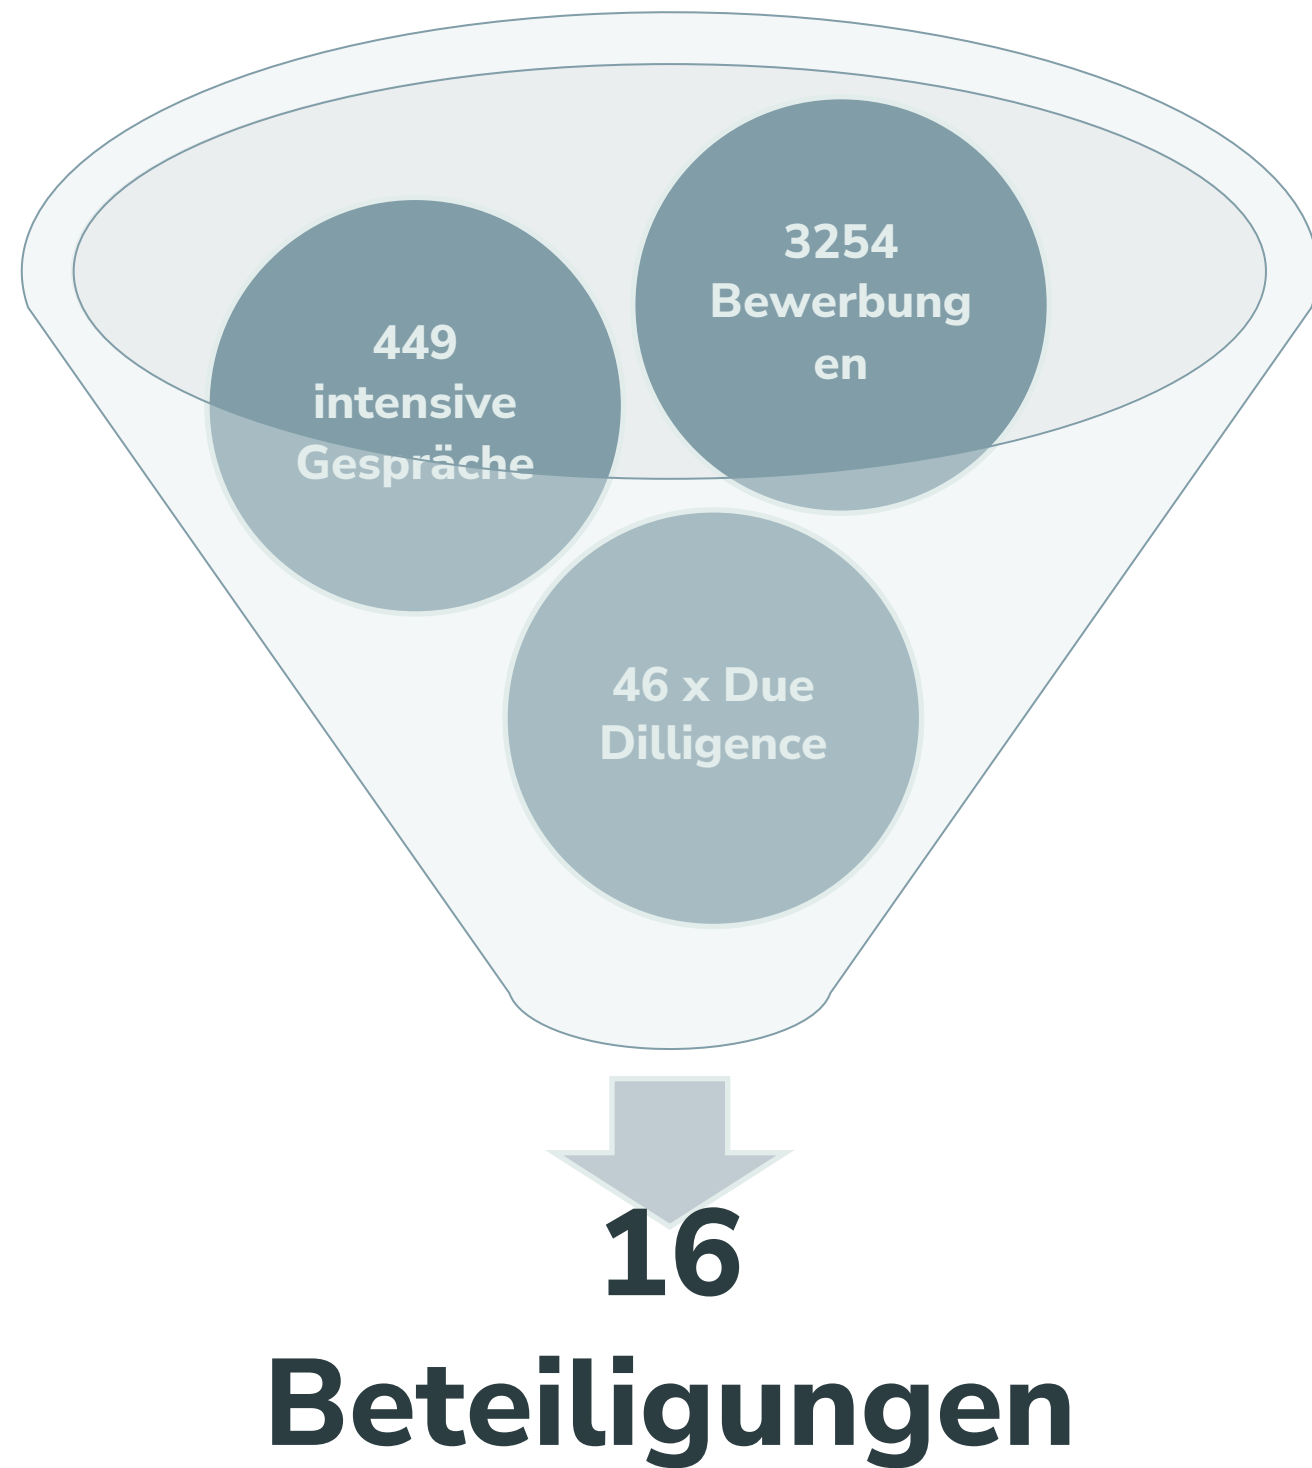 3254
Bewerbung
en
449
intensive
Gespräche
46 x Due
Dilligence
16
Beteiligungen